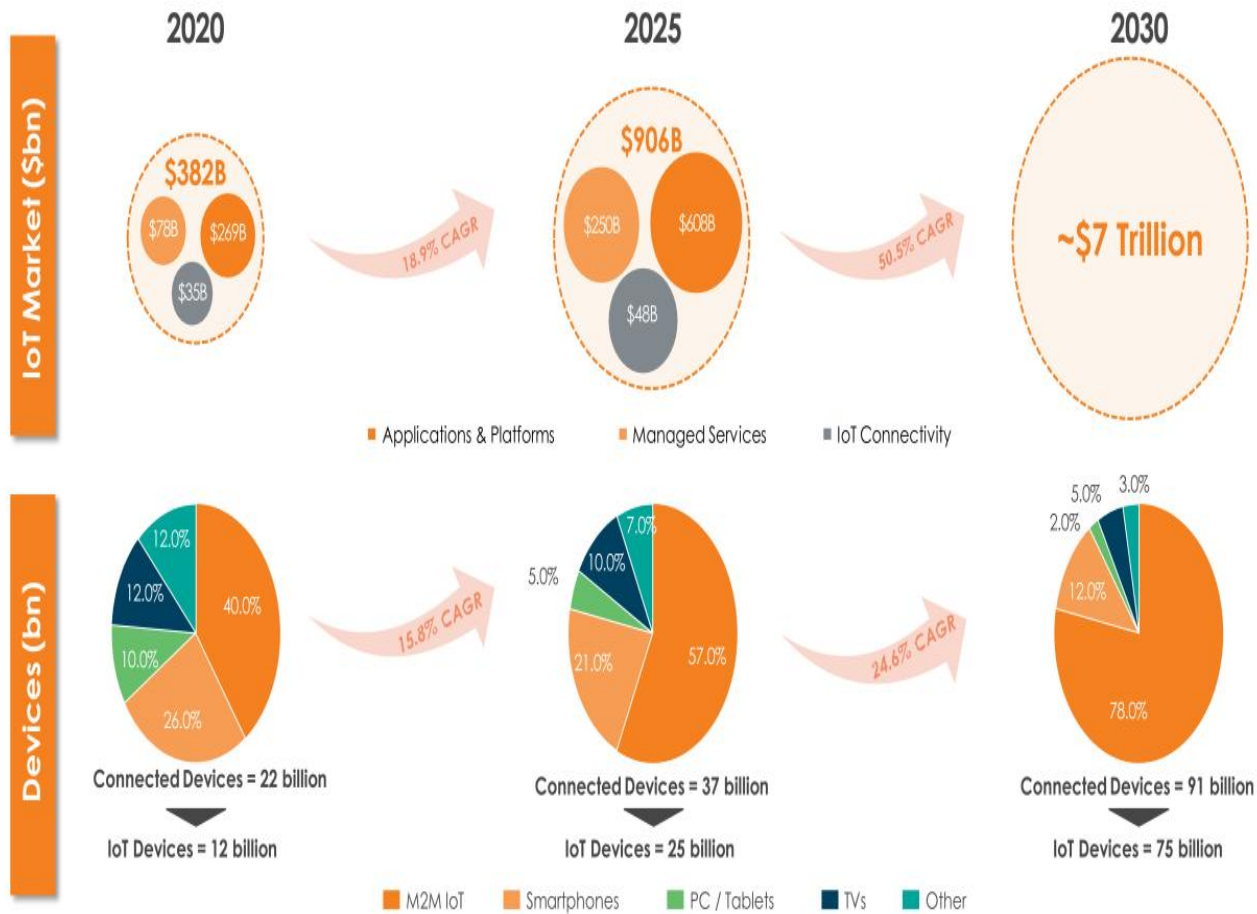 2020
2025
2030
IoT Market ($bn)
$382B
$78B
$269B
$35B
18.9% CAGR
$906B
$250B
$608B
$48B
50.5% CAGR
~$7 Trillion
Applications & Platforms
Managed Services
IoT Connectivity
Devices (bn)
12.0%
12.0%
40.0%
10.0%
26.0%
15.8% CAGR
7.0%
10.0%
5.0%
21.0%
57.0%
24.6% CAGR
3.0%
5.0%
2.0%
12.0%
78.0%
Connected Devices = 22 billion
IoT Devices = 12 billion
Connected Devices = 37 billion
IoT Devices = 25 billion
Connected Devices = 91 billion
IoT Devices = 75 billion
M2M IoT
Smartphones
PC / Tablets
TVs
Other